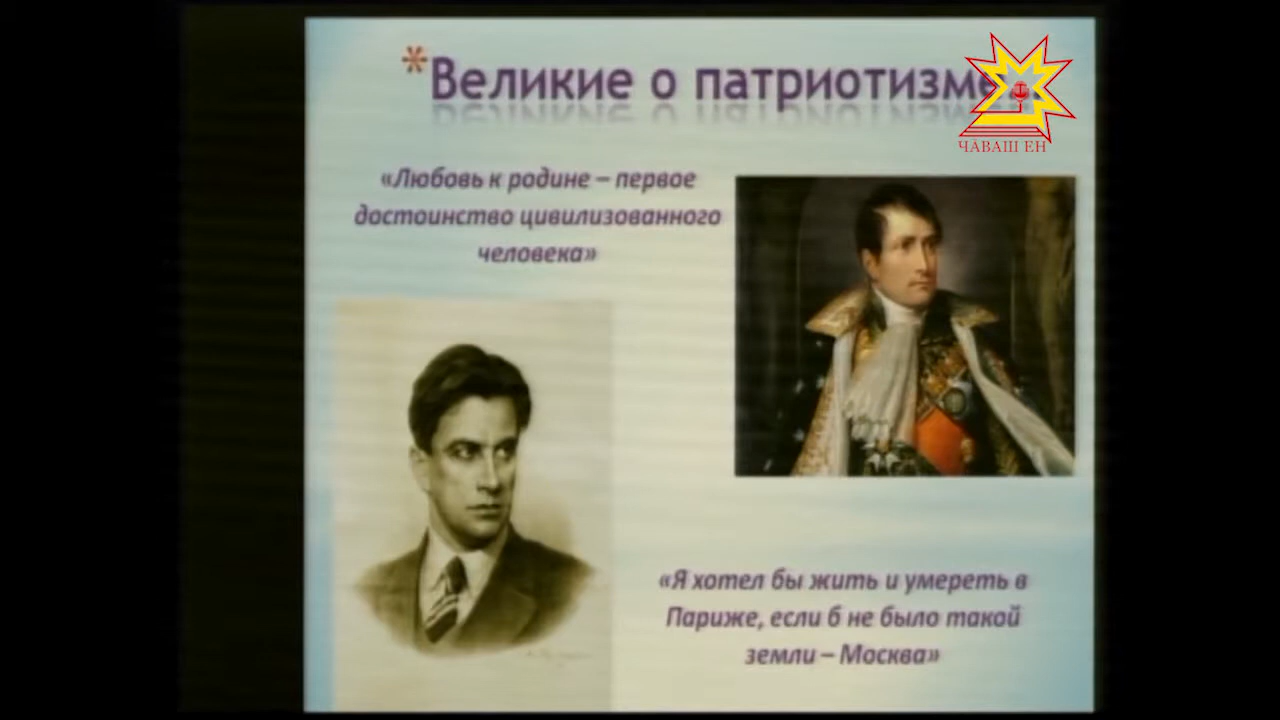 *Великие о патриотизме
ЧӐВАШ ЕН
«Любовь к родине – первое
достоинство цивилизованного
человека»
«Я хотел бы жить и умереть в
Париже, если б не было такой
земли – Москва»